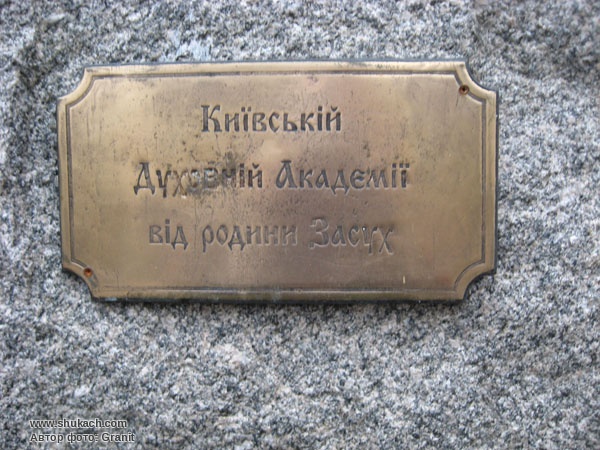 Київській
Духовній Академії
від родини Засух
www.shukach.com
Автор фото: Granit